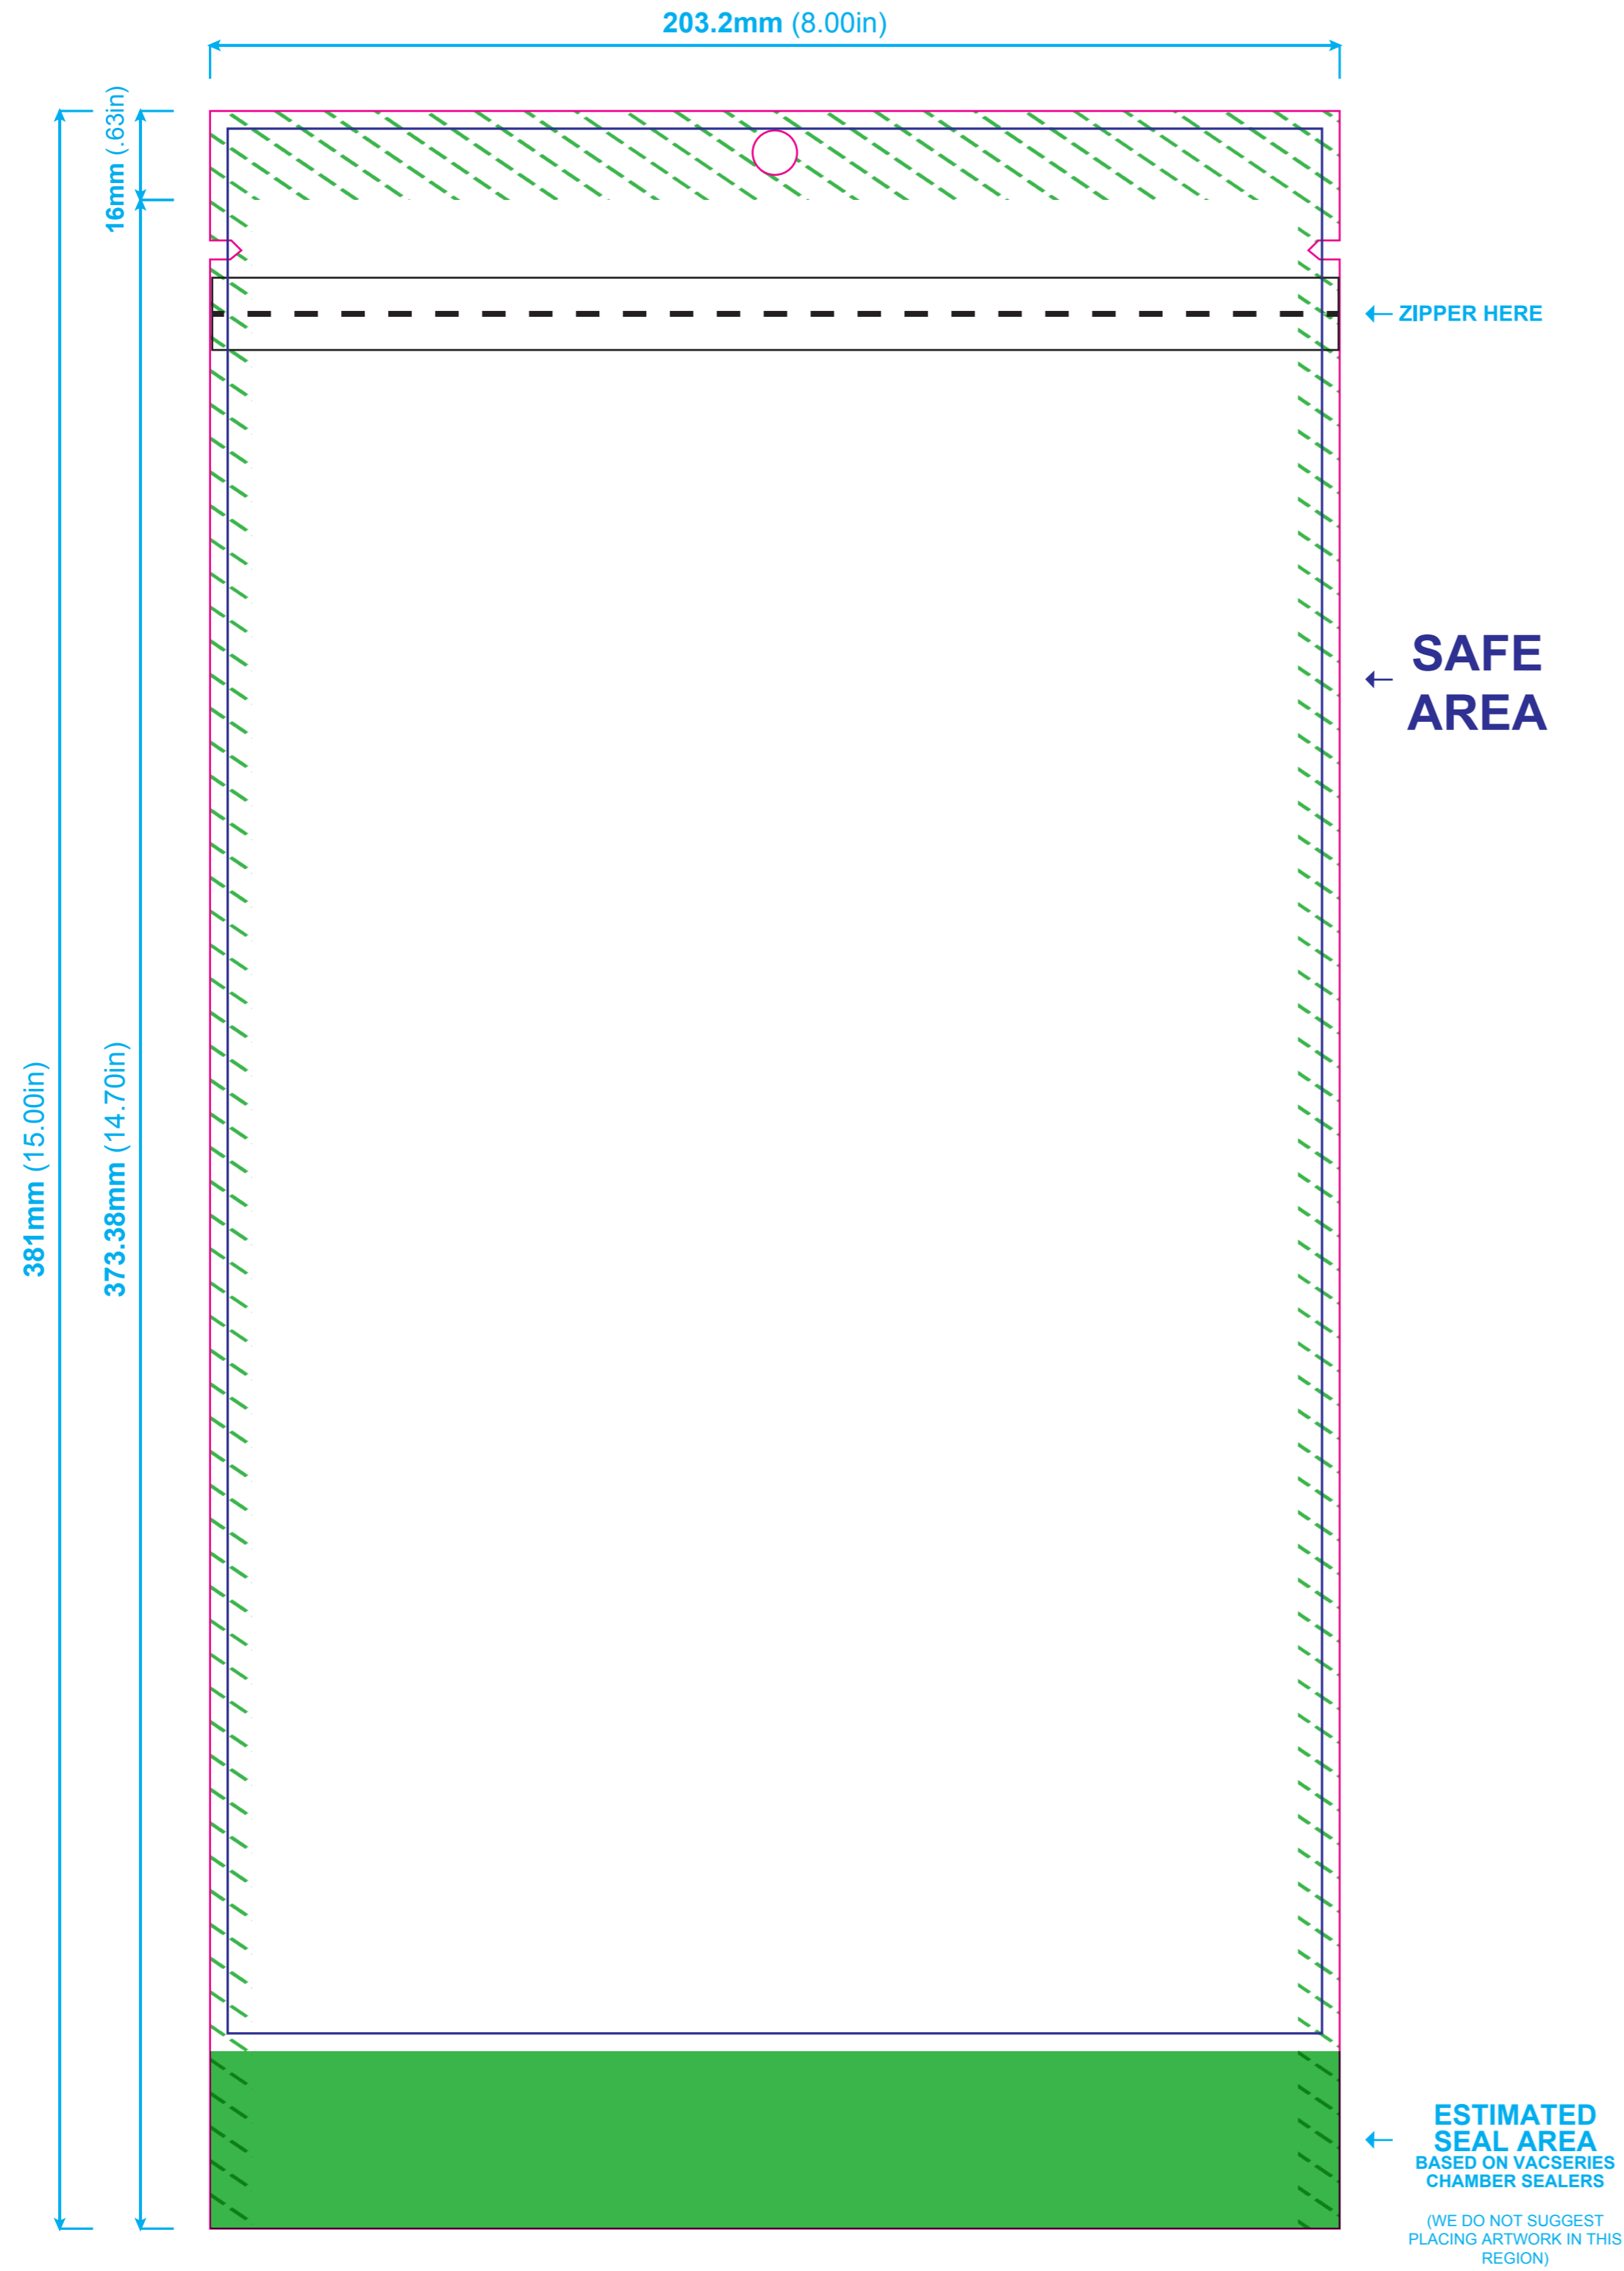 203.2mm (8.00in)
16mm (.63in)
ZIPPER HERE
SAFE
AREA
381mm (15.00in)
373.38mm (14.70in)
ESTIMATED
SEAL AREA
BASED ON VACSERIES
CHAMBER SEALERS
(WE DO NOT SUGGEST
PLACING ARTWORK IN THIS
REGION)